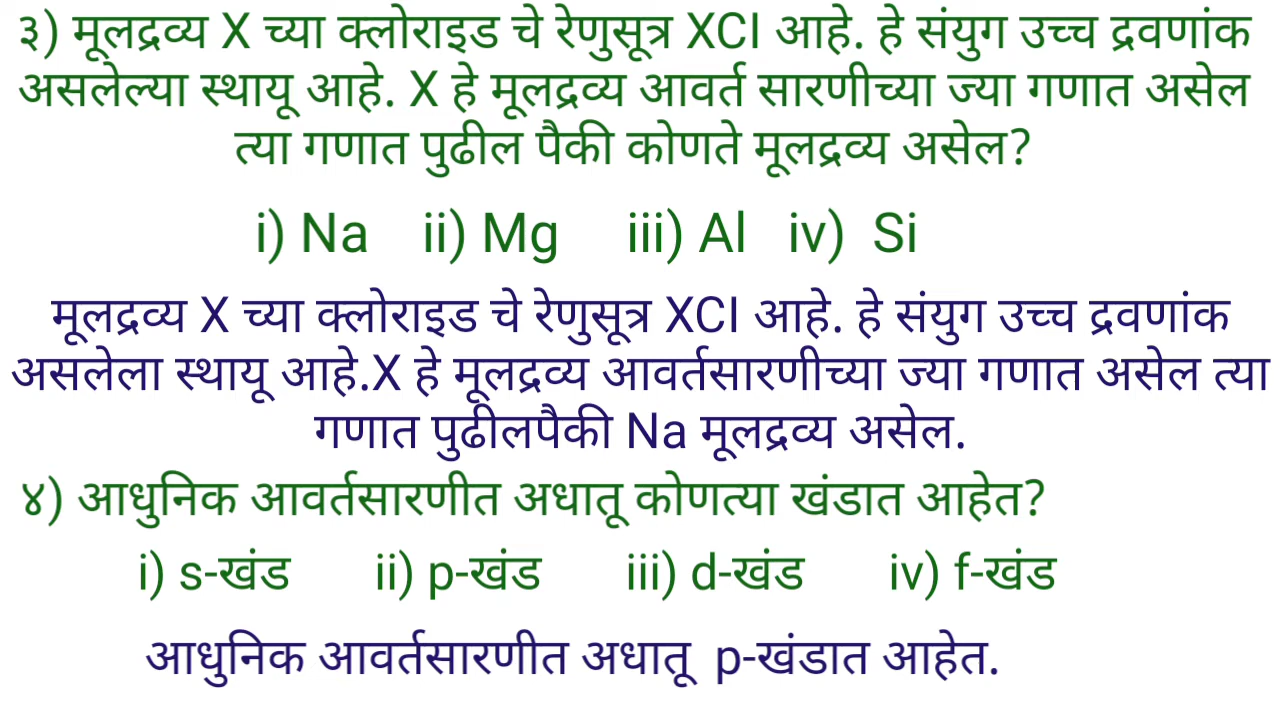 ३) मूलद्रव्य X च्या क्लोराइड चे रेणुसूत्र XCl आहे. हे संयुग उच्च द्रवणांक
असलेल्या स्थायू आहे. X हे मूलद्रव्य आवर्त सारणीच्या ज्या गणात असेल
त्या गणात पुढील पैकी कोणते मूलद्रव्य असेल?
i) Na ii) Mg iii) Al iv) Si
मूलद्रव्य X च्या क्लोराइड चे रेणुसूत्र XCl आहे. हे संयुग उच्च द्रवणांक
असलेला स्थायू आहे.X हे मूलद्रव्य आवर्तसारणीच्या ज्या गणात असेल त्या
गणात पुढीलपैकी Na मूलद्रव्य असेल.
४) आधुनिक आवर्तसारणीत अधातू कोणत्या खंडात आहेत?
i) s-खंड ii) p-खंड iii) d-खंड iv) f-खंड
आधुनिक आवर्तसारणीत अधातू p-खंडात आहेत.